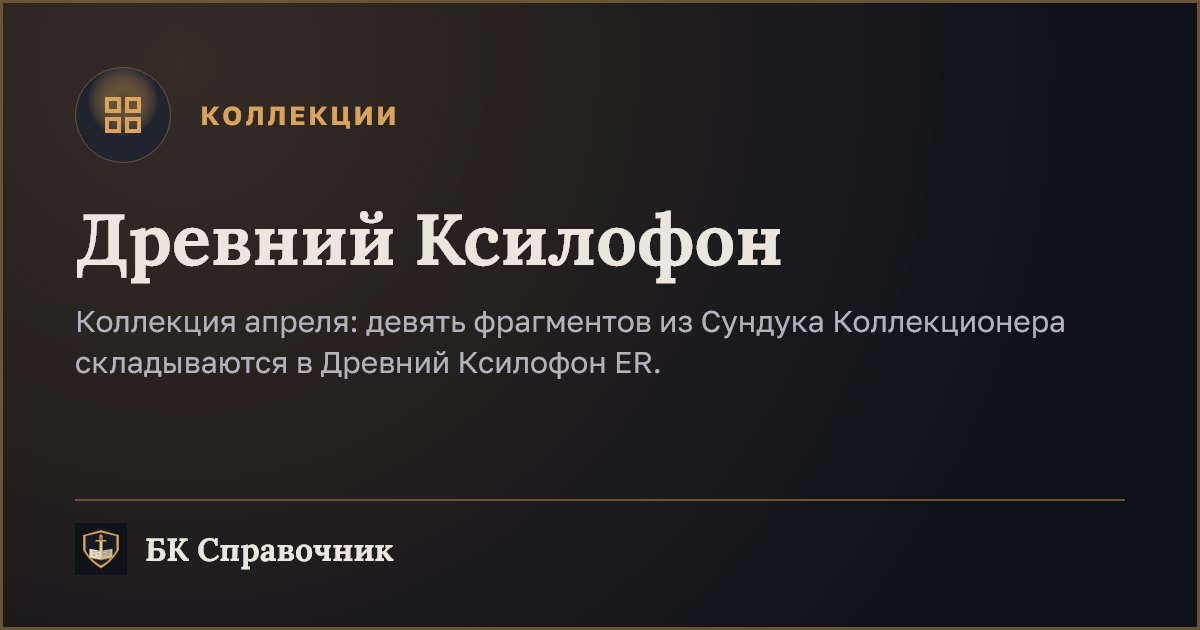 КОЛЛЕКЦИИ
Древний Ксилофон
Коллекция апреля: девять фрагментов из Сундука Коллекционера
складываются в Древний Ксилофон ER.
БК Справочник